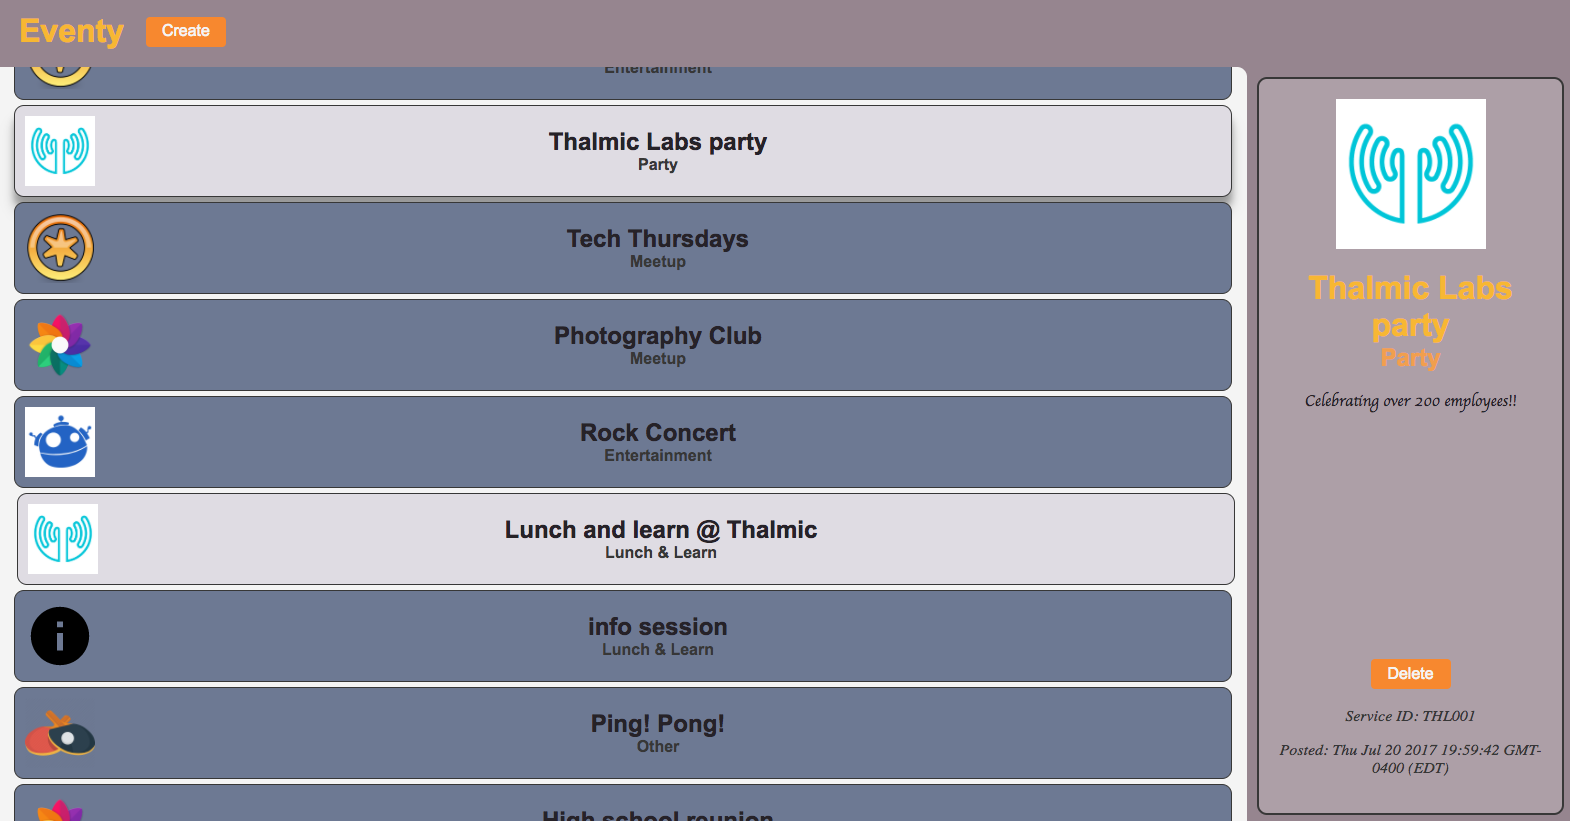 Eventy
Create
Entertainment
Thalmic Labs party
Party
Tech Thursdays
Meetup
Photography Club
Meetup
Rock Concert
Entertainment
Lunch and learn @ Thalmic
Lunch & Learn
info session
Lunch & Learn
Ping! Pong!
Other
High school reunion
Thalmic Labs
party
Party
Celebrating over 200 employees!!
Delete
Service ID: THL001
Posted: Thu Jul 20 2017 19:59:42 GMT-
0400 (EDT)